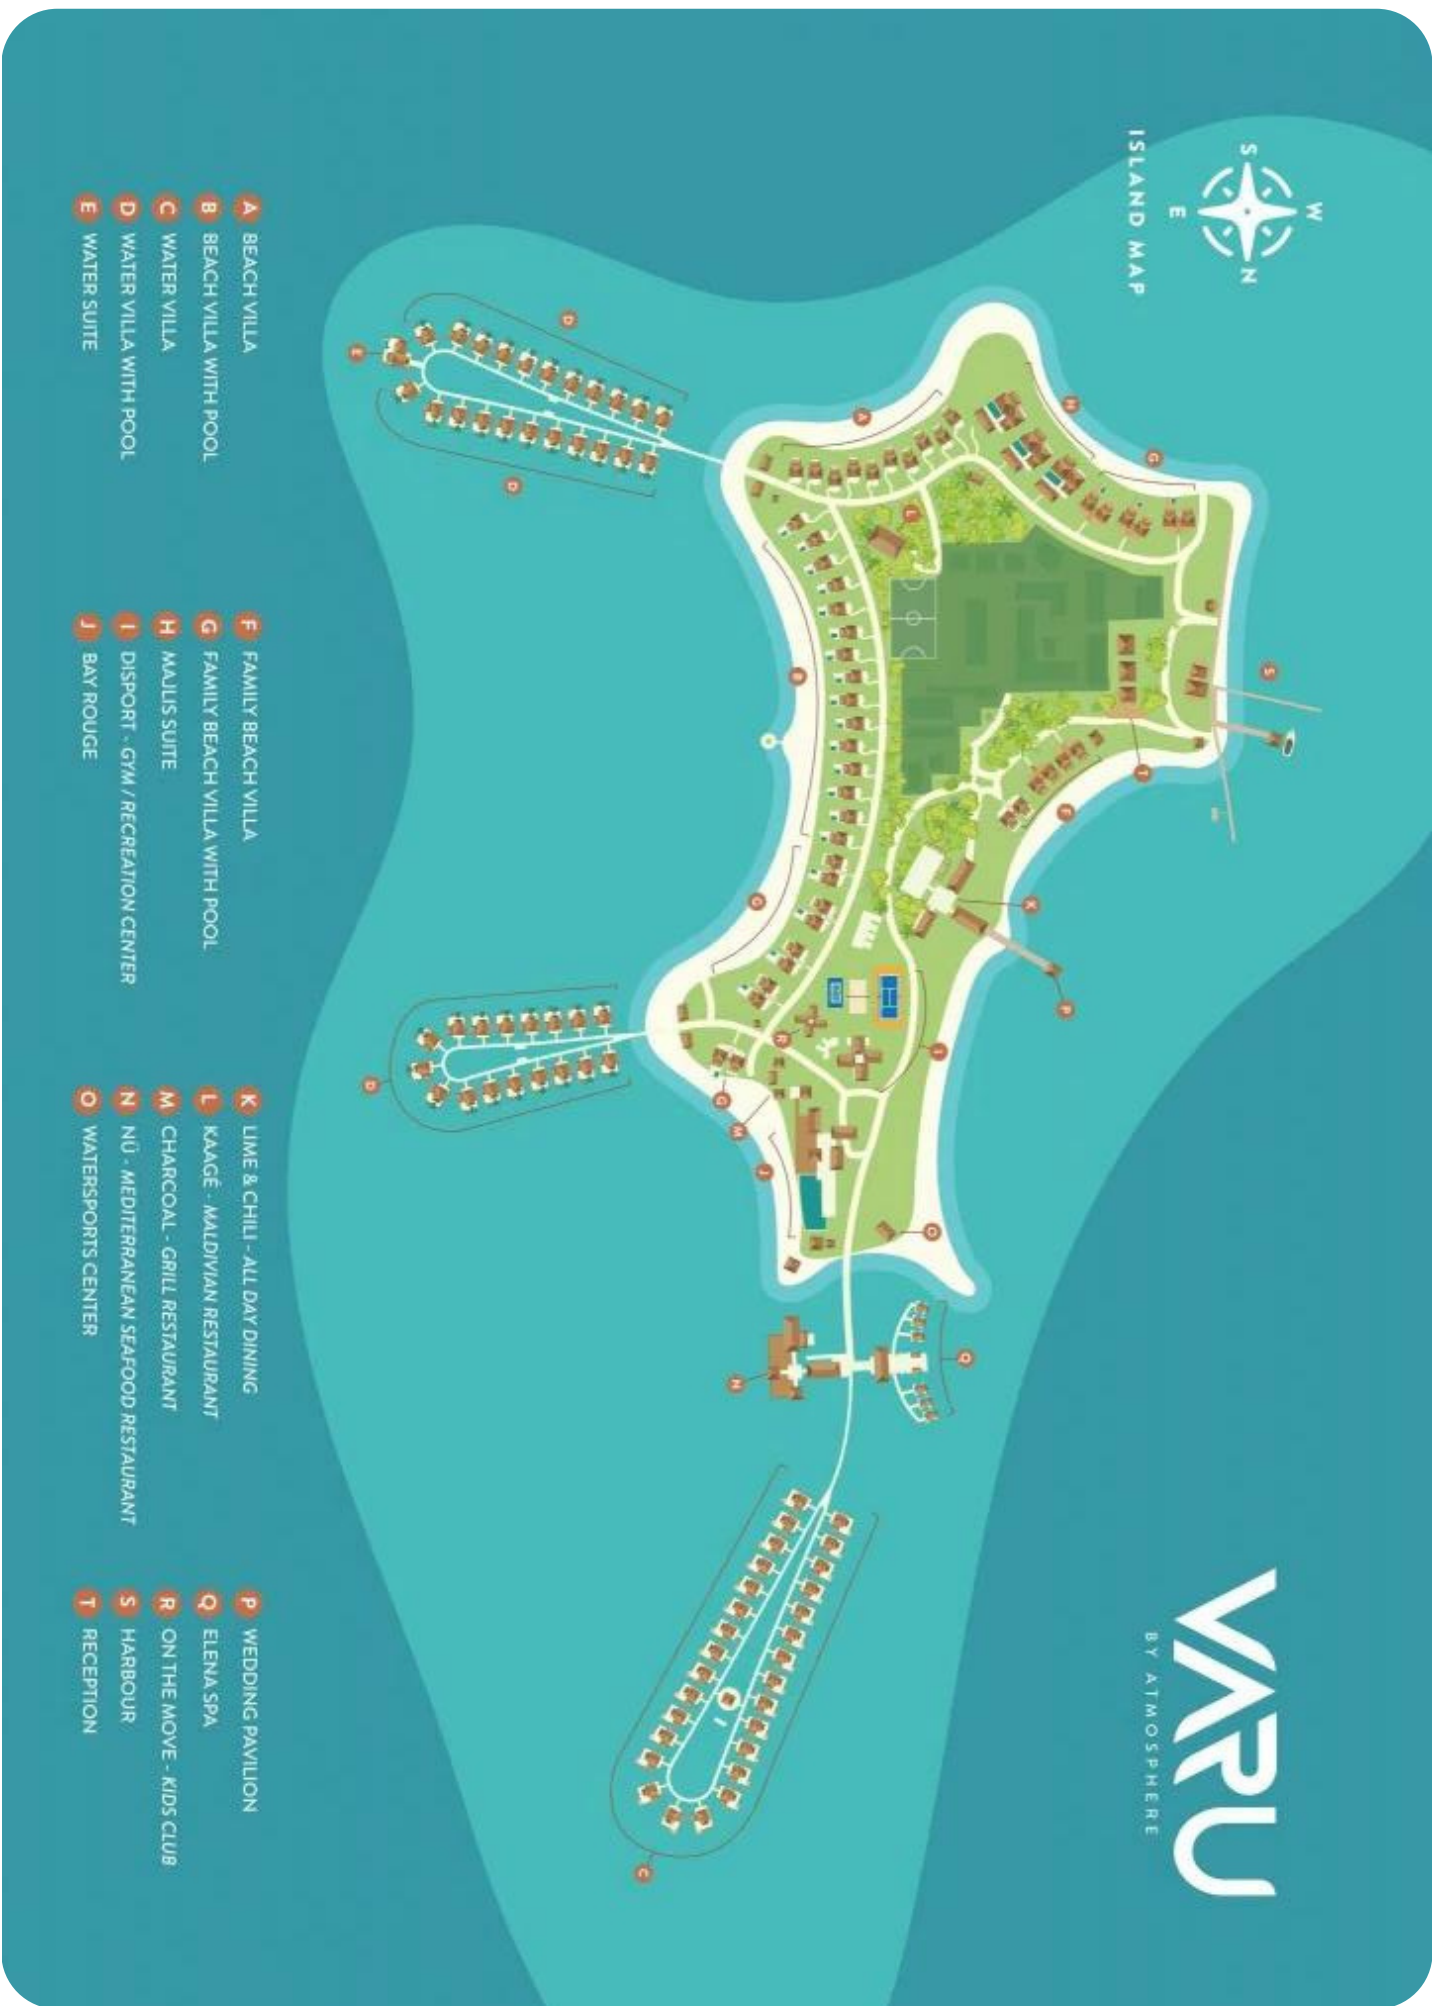 W
S
N
E
ISLAND MAP
VARU
BY ATMOSPHERE
S
G
T
H
F
P
K
Q
I
O
L
A
B
R
J
G
M
N
G
C
D
D
D
E
A BEACH VILLA
B BEACH VILLA WITH POOL
C WATER VILLA
D WATER VILLA WITH POOL
E WATER SUITE
F FAMILY BEACH VILLA
G FAMILY BEACH VILLA WITH POOL
H MAJLIS SUITE
I DISPORT - GYM / RECREATION CENTER
J BAY ROUGE
K LIME & CHILI - ALL DAY DINING
L KAAGÉ - MALDIVIAN RESTAURANT
M CHARCOAL - GRILL RESTAURANT
N NÜ - MEDITERRANEAN SEAFOOD RESTAURANT
O WATERSPORTS CENTER
P WEDDING PAVILION
Q ELENA SPA
R ON THE MOVE - KIDS CLUB
S HARBOUR
T RECEPTION